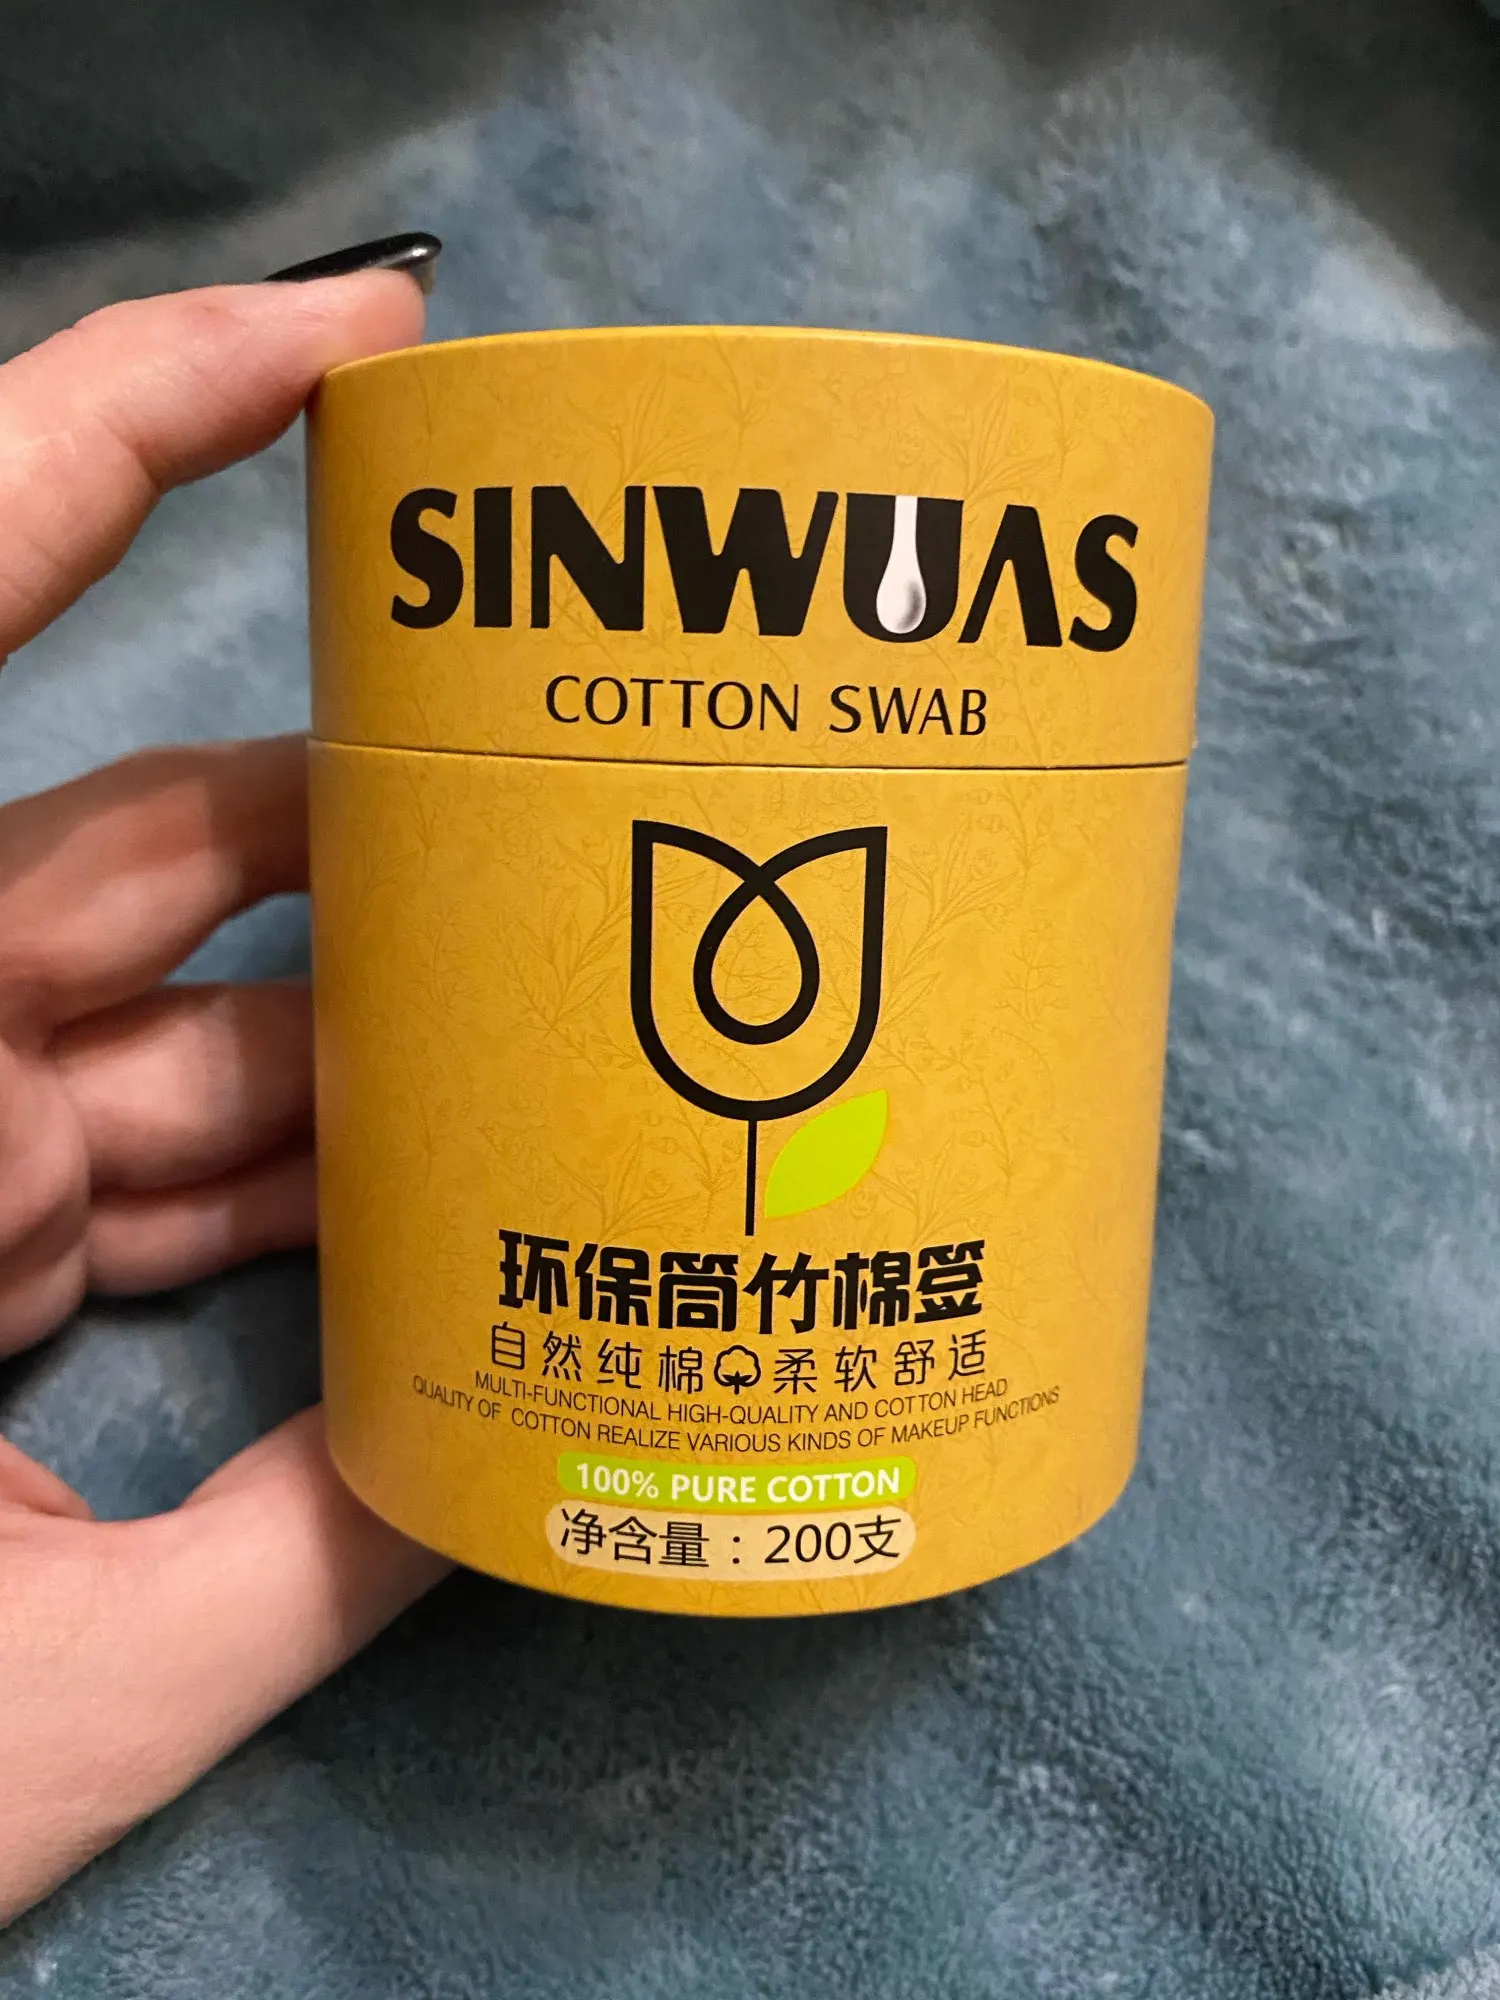 SINWUAS
COTTON SWAB
环保筒竹棉签
自然纯棉柔软舒适
MULTI-FUNCTIONAL HIGH-QUALITY AND COTTON HEAD
QUALITY OF COTTON REALIZE VARIOUS KINDS OF MAKEUP FUNCTIONS
100% PURE COTTON
净含量：200支